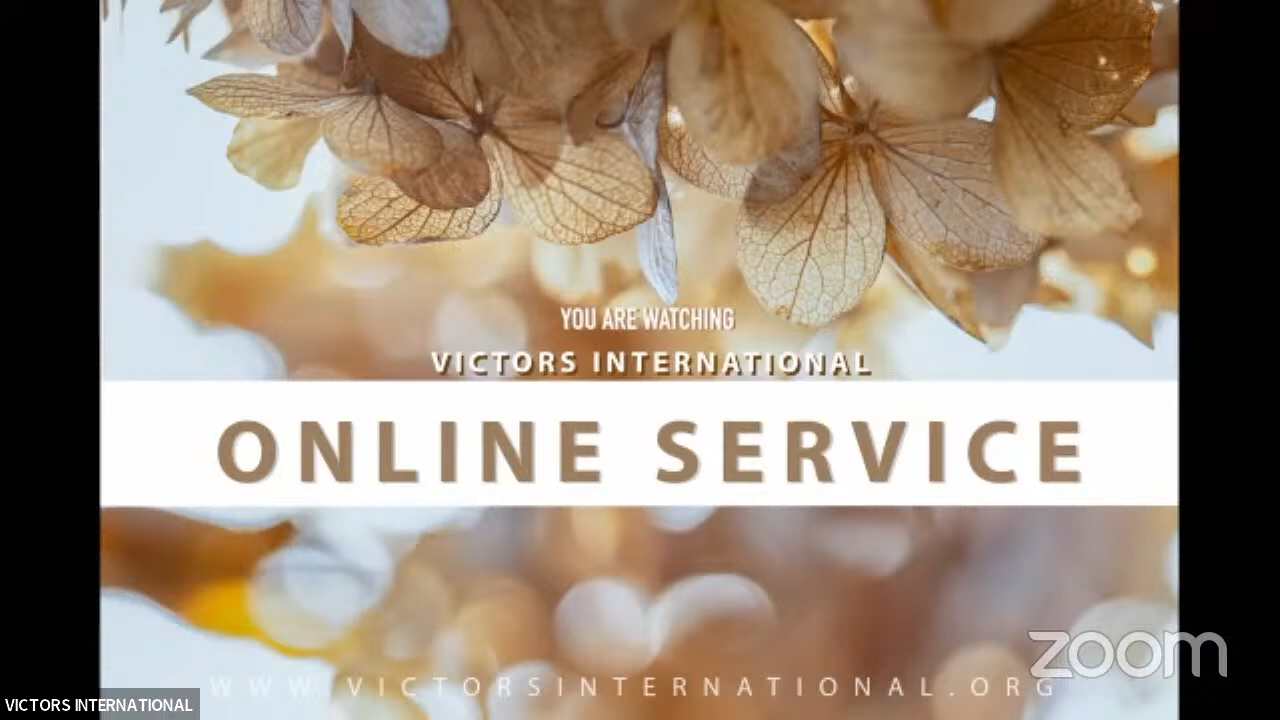 YOU ARE WATCHING
VICTORS INTERNATIONAL
ONLINE SERVICE
zoom
WWW.VICTORSINTERNATIONAL.ORG
VICTORS INTERNATIONAL